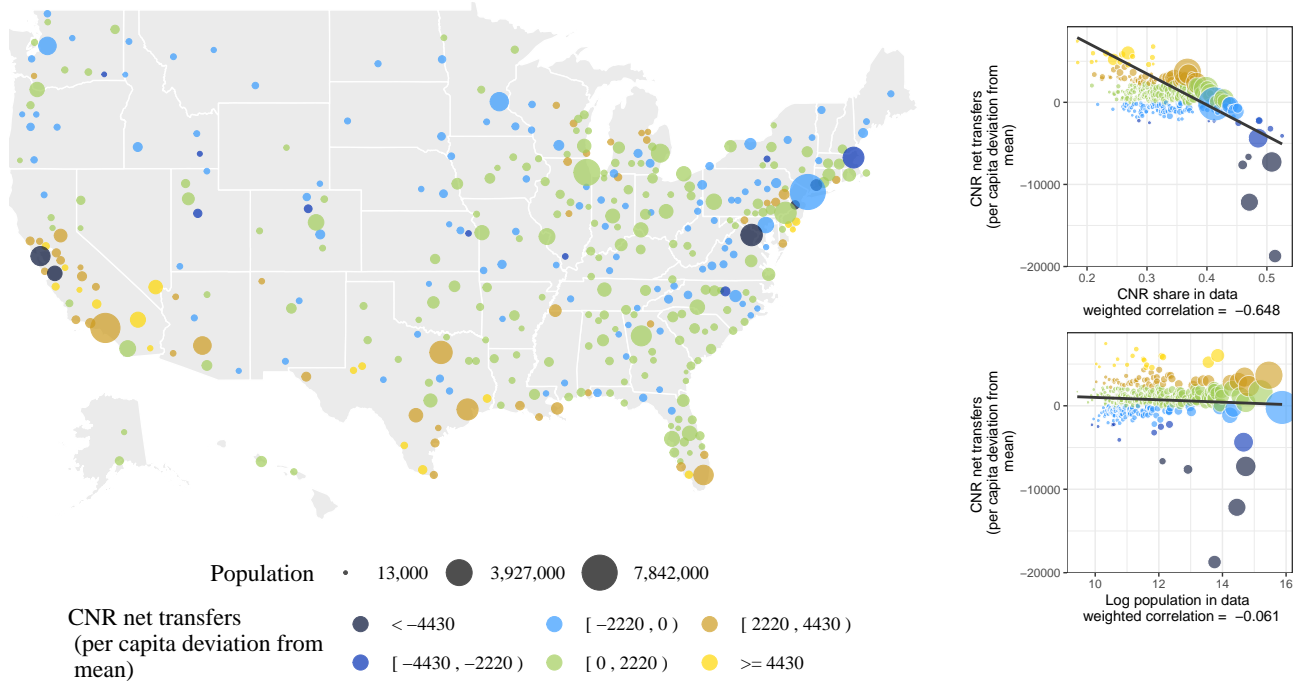 CNR net transfers
(per capita deviation from
mean)
0
−10000
−20000
0.2 0.3 0.4 0.5
CNR share in data
weighted correlation = −0.648
CNR net transfers
(per capita deviation from
mean)
0
−10000
−20000
10 12 14 16
Log population in data
weighted correlation = −0.061
Population 13,000 3,927,000 7,842,000
CNR net transfers
(per capita deviation from
mean)
< −4430 [ −2220 , 0 ) [ 2220 , 4430 )
[ −4430 , −2220 ) [ 0 , 2220 ) >= 4430